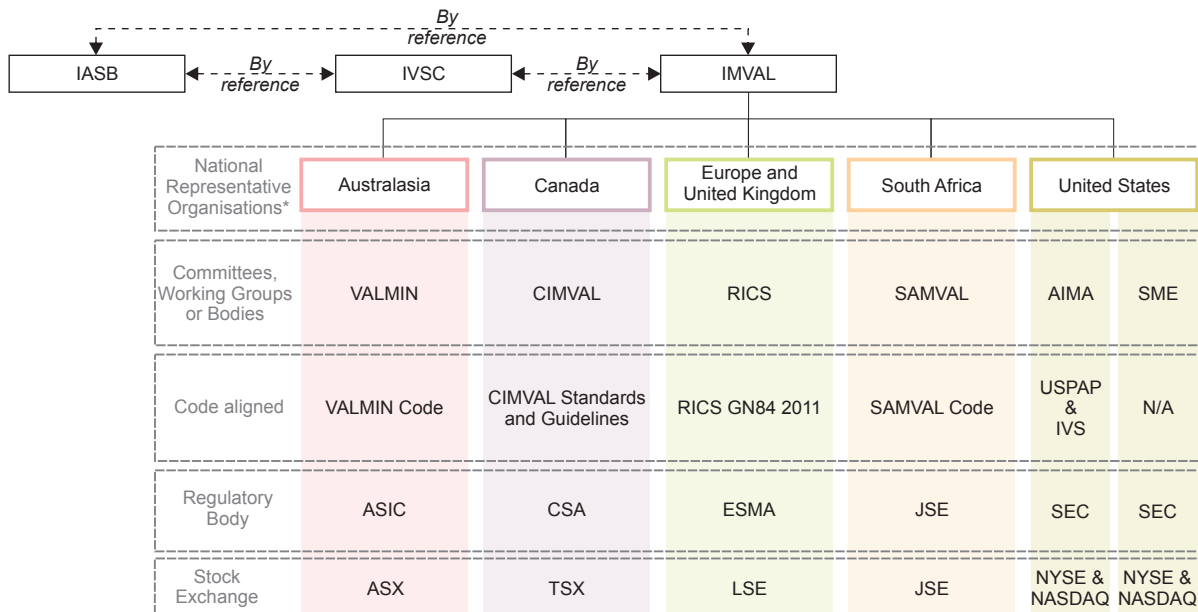 By
reference
IASB
By
reference
IVSC
By
reference
IMVAL
National
Representative
Organisations*
Australasia
Canada
Europe and
United Kingdom
South Africa
United States
Committees,
Working Groups
or Bodies
VALMIN
CIMVAL
RICS
SAMVAL
AIMA
SME
Code aligned
VALMIN Code
CIMVAL Standards
and Guidelines
RICS GN84 2011
SAMVAL Code
USPAP
&
IVS
N/A
Regulatory
Body
ASIC
CSA
ESMA
JSE
SEC
SEC
Stock
Exchange
ASX
TSX
LSE
JSE
NYSE &
NASDAQ
NYSE &
NASDAQ